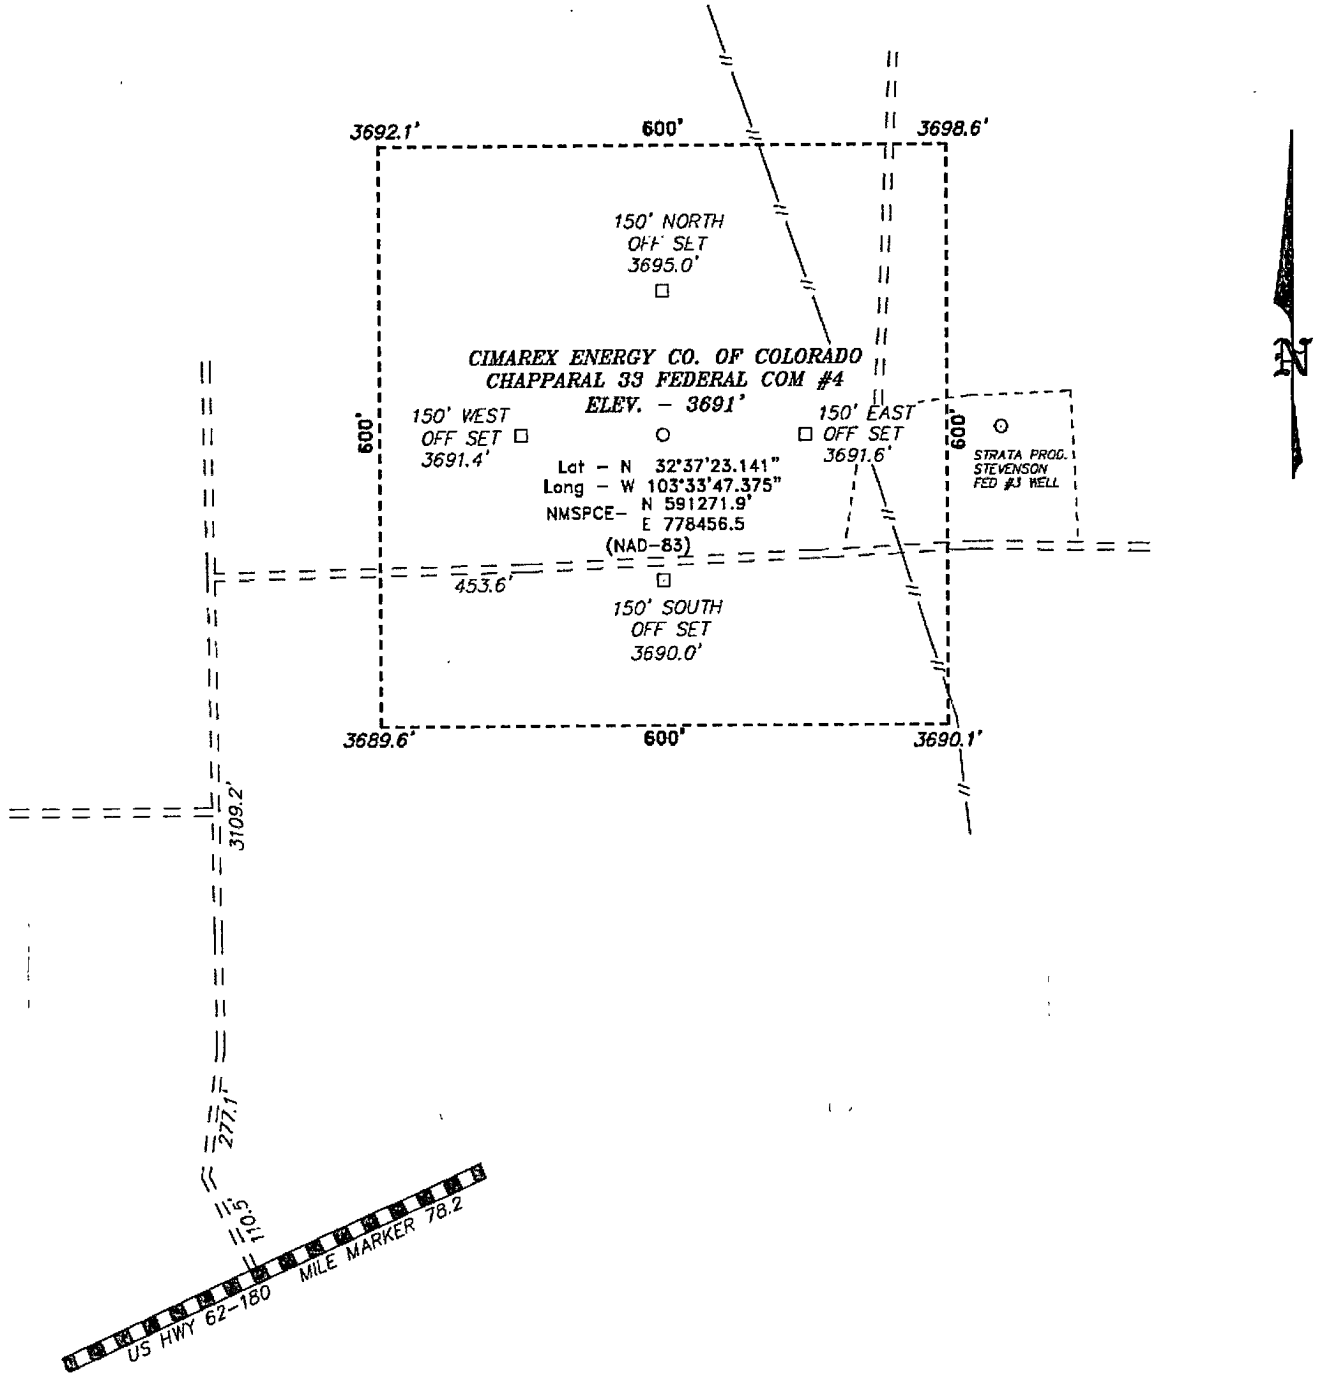 3692.1'
600'
3698.6'
150' NORTH
OFF SET
3695.0'
CIMAREX ENERGY CO. OF COLORADO
CHAPPARAL 33 FEDERAL COM #4
ELEV. - 3691'
600'
150' WEST
OFF SET
3691.4'
150' EAST
OFF SET
3691.6'
600'
STRATA PROD.
STEVENSON
FED #3 WELL
Lat - N 32°37'23.141"
Long - W 103°33'47.375"
NMSPCE- N 591271.9'
E 778456.5
(NAD-83)
453.6'
150' SOUTH
OFF SET
3690.0'
3689.6'
600'
3690.1'
3109.2'
277.1'
110.5'
US HWY 62-180 MILE MARKER 78.2
N